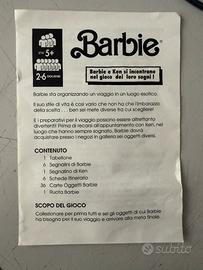 ETÀ
5+
2-6
GIOCATORI
Barbie®
Barbie e Ken si incontrano
nel gioco dei loro sogni!
Barbie sta organizzando un viaggio in un luogo esotico.
Il suo stile di vita è così vario che non ha che l'imbarazzo
della scelta . . . ben sei mete diverse fra cui scegliere!
E i preparativi per il viaggio possono essere altrettanto
divertenti! Prima di recarsi all'appuntamento con Ken, nel
luogo che hanno sempre sognato, Barbie dovrà
acquistare presso i negozi in galleria sei oggetti diversi.
CONTENUTO
1 Tabellone
6 Segnalini di Barbie
1 Segnalino di Ken
6 Schede Itinerario
36 Carte Oggetti Barbie
1 Ruota Barbie
SCOPO DEL GIOCO
Collezionare per prima tutti e sei gli oggetti di cui Barbie
ha bisogno per il suo viaggio e arrivare alla meta finale.
subito